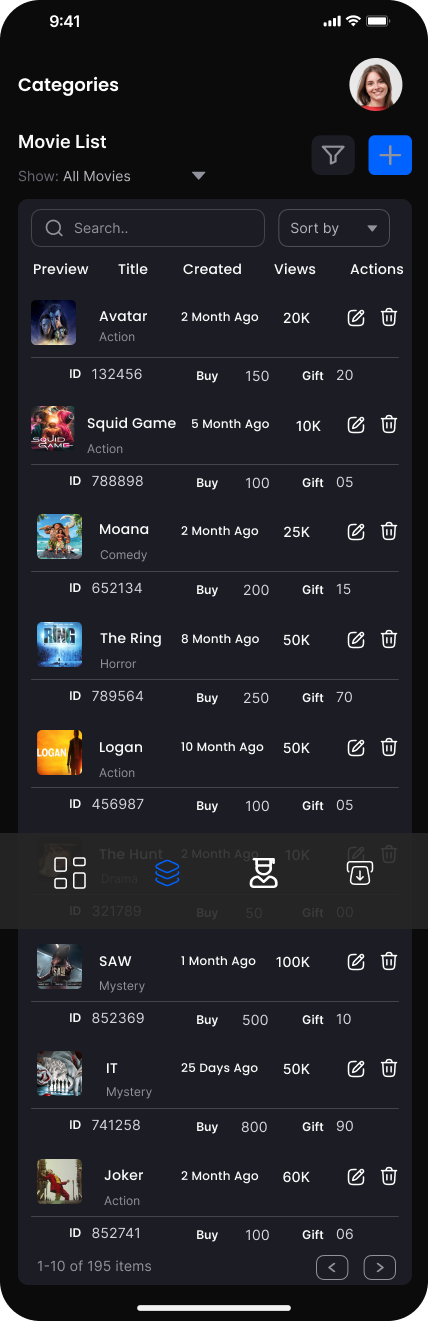 9:41
Categories
Movie List
Show: All Movies
Search..
Sort by
Preview Title Created Views Actions
Avatar 2 Month Ago 20K
Action
ID 132456 Buy 150 Gift 20
Squid Game 5 Month Ago 10K
SQUID GAME
Action
ID 788898 Buy 100 Gift 05
Moana 2 Month Ago 25K
Comedy
ID 652134 Buy 200 Gift 15
RING
The Ring 8 Month Ago 50K
Horror
ID 789564 Buy 250 Gift 70
LOGAN
Logan 10 Month Ago 50K
Action
ID 456987 Buy 100 Gift 05
The Hunt 2 Month Ago 10K
Drama
ID 321789 Buy 50 Gift 00
SAW
SAW 1 Month Ago 100K
Mystery
ID 852369 Buy 500 Gift 10
IT 25 Days Ago 50K
Mystery
ID 741258 Buy 800 Gift 90
Joker 2 Month Ago 60K
Action
ID 852741 Buy 100 Gift 06
1-10 of 195 items < >